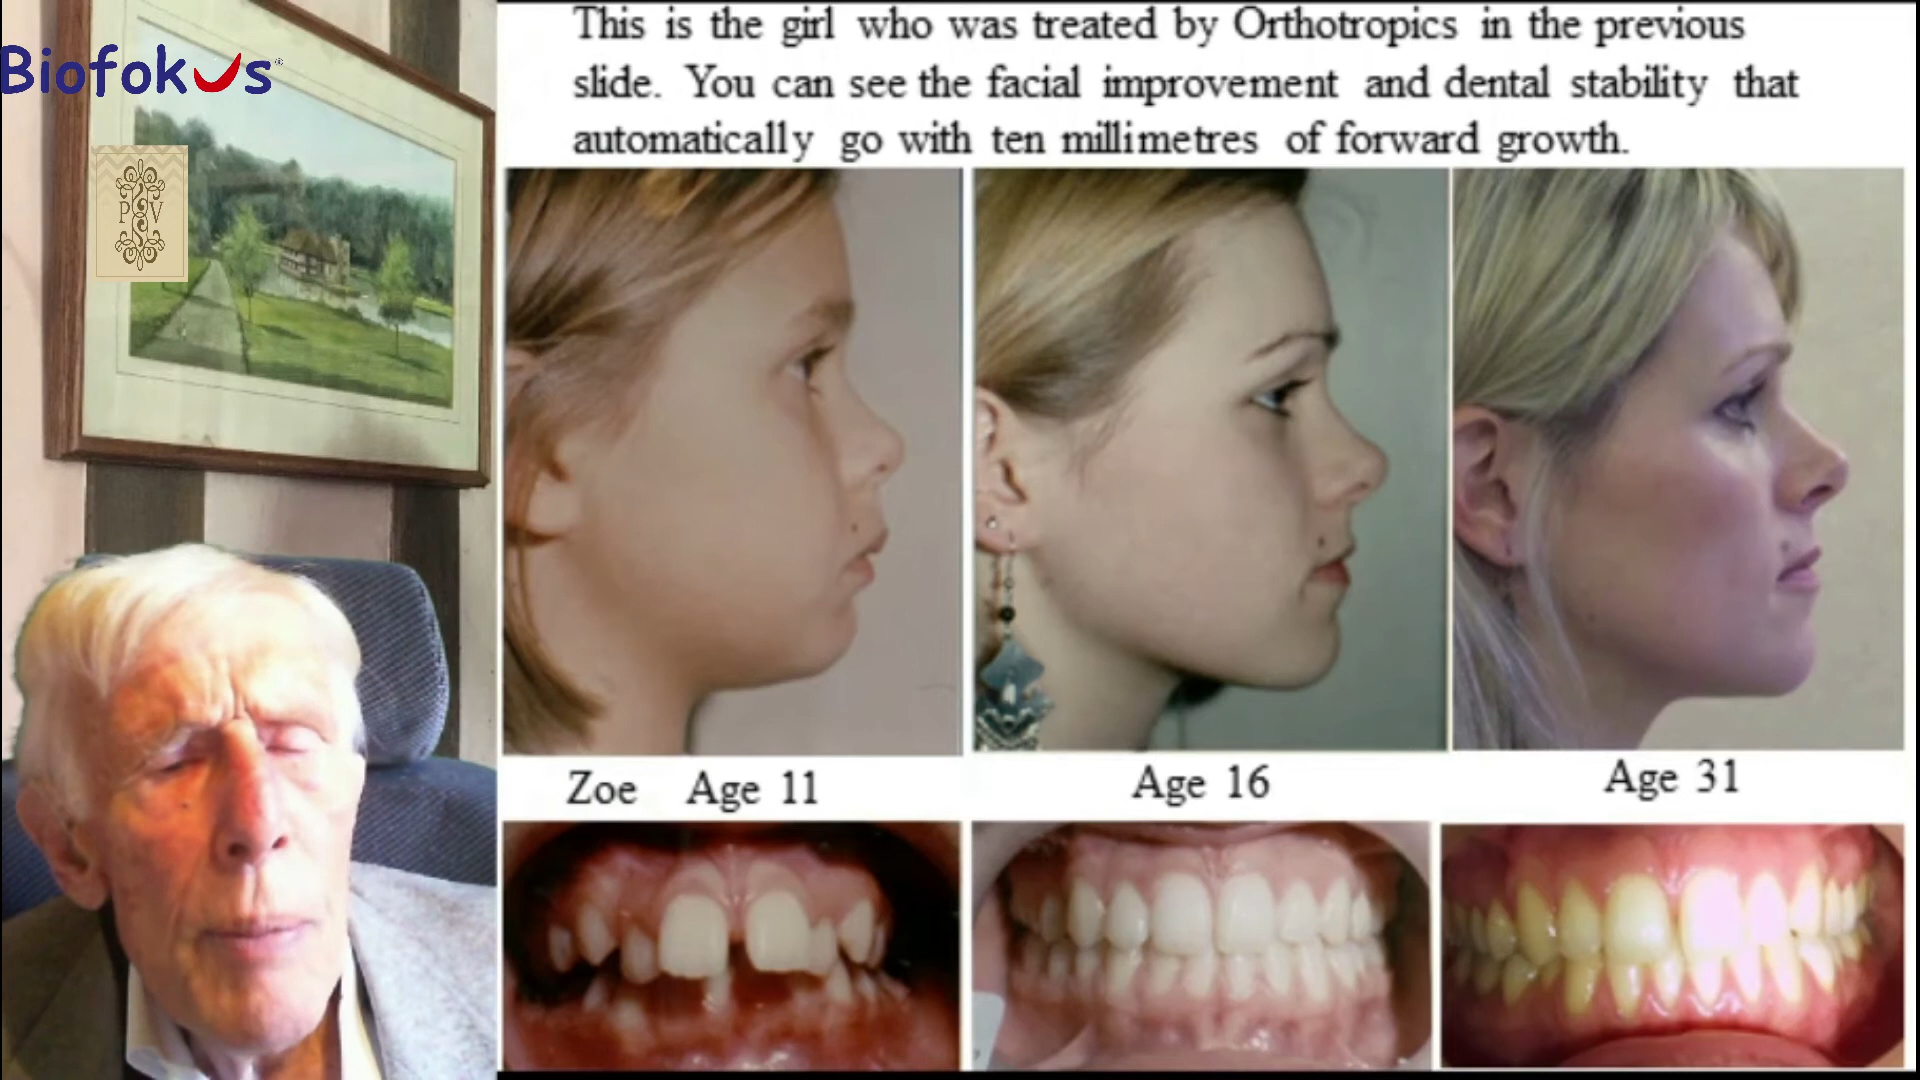 Biofokus®
P V
This is the girl who was treated by Orthotropics in the previous
slide. You can see the facial improvement and dental stability that
automatically go with ten millimetres of forward growth.
Zoe Age 11
Age 16
Age 31